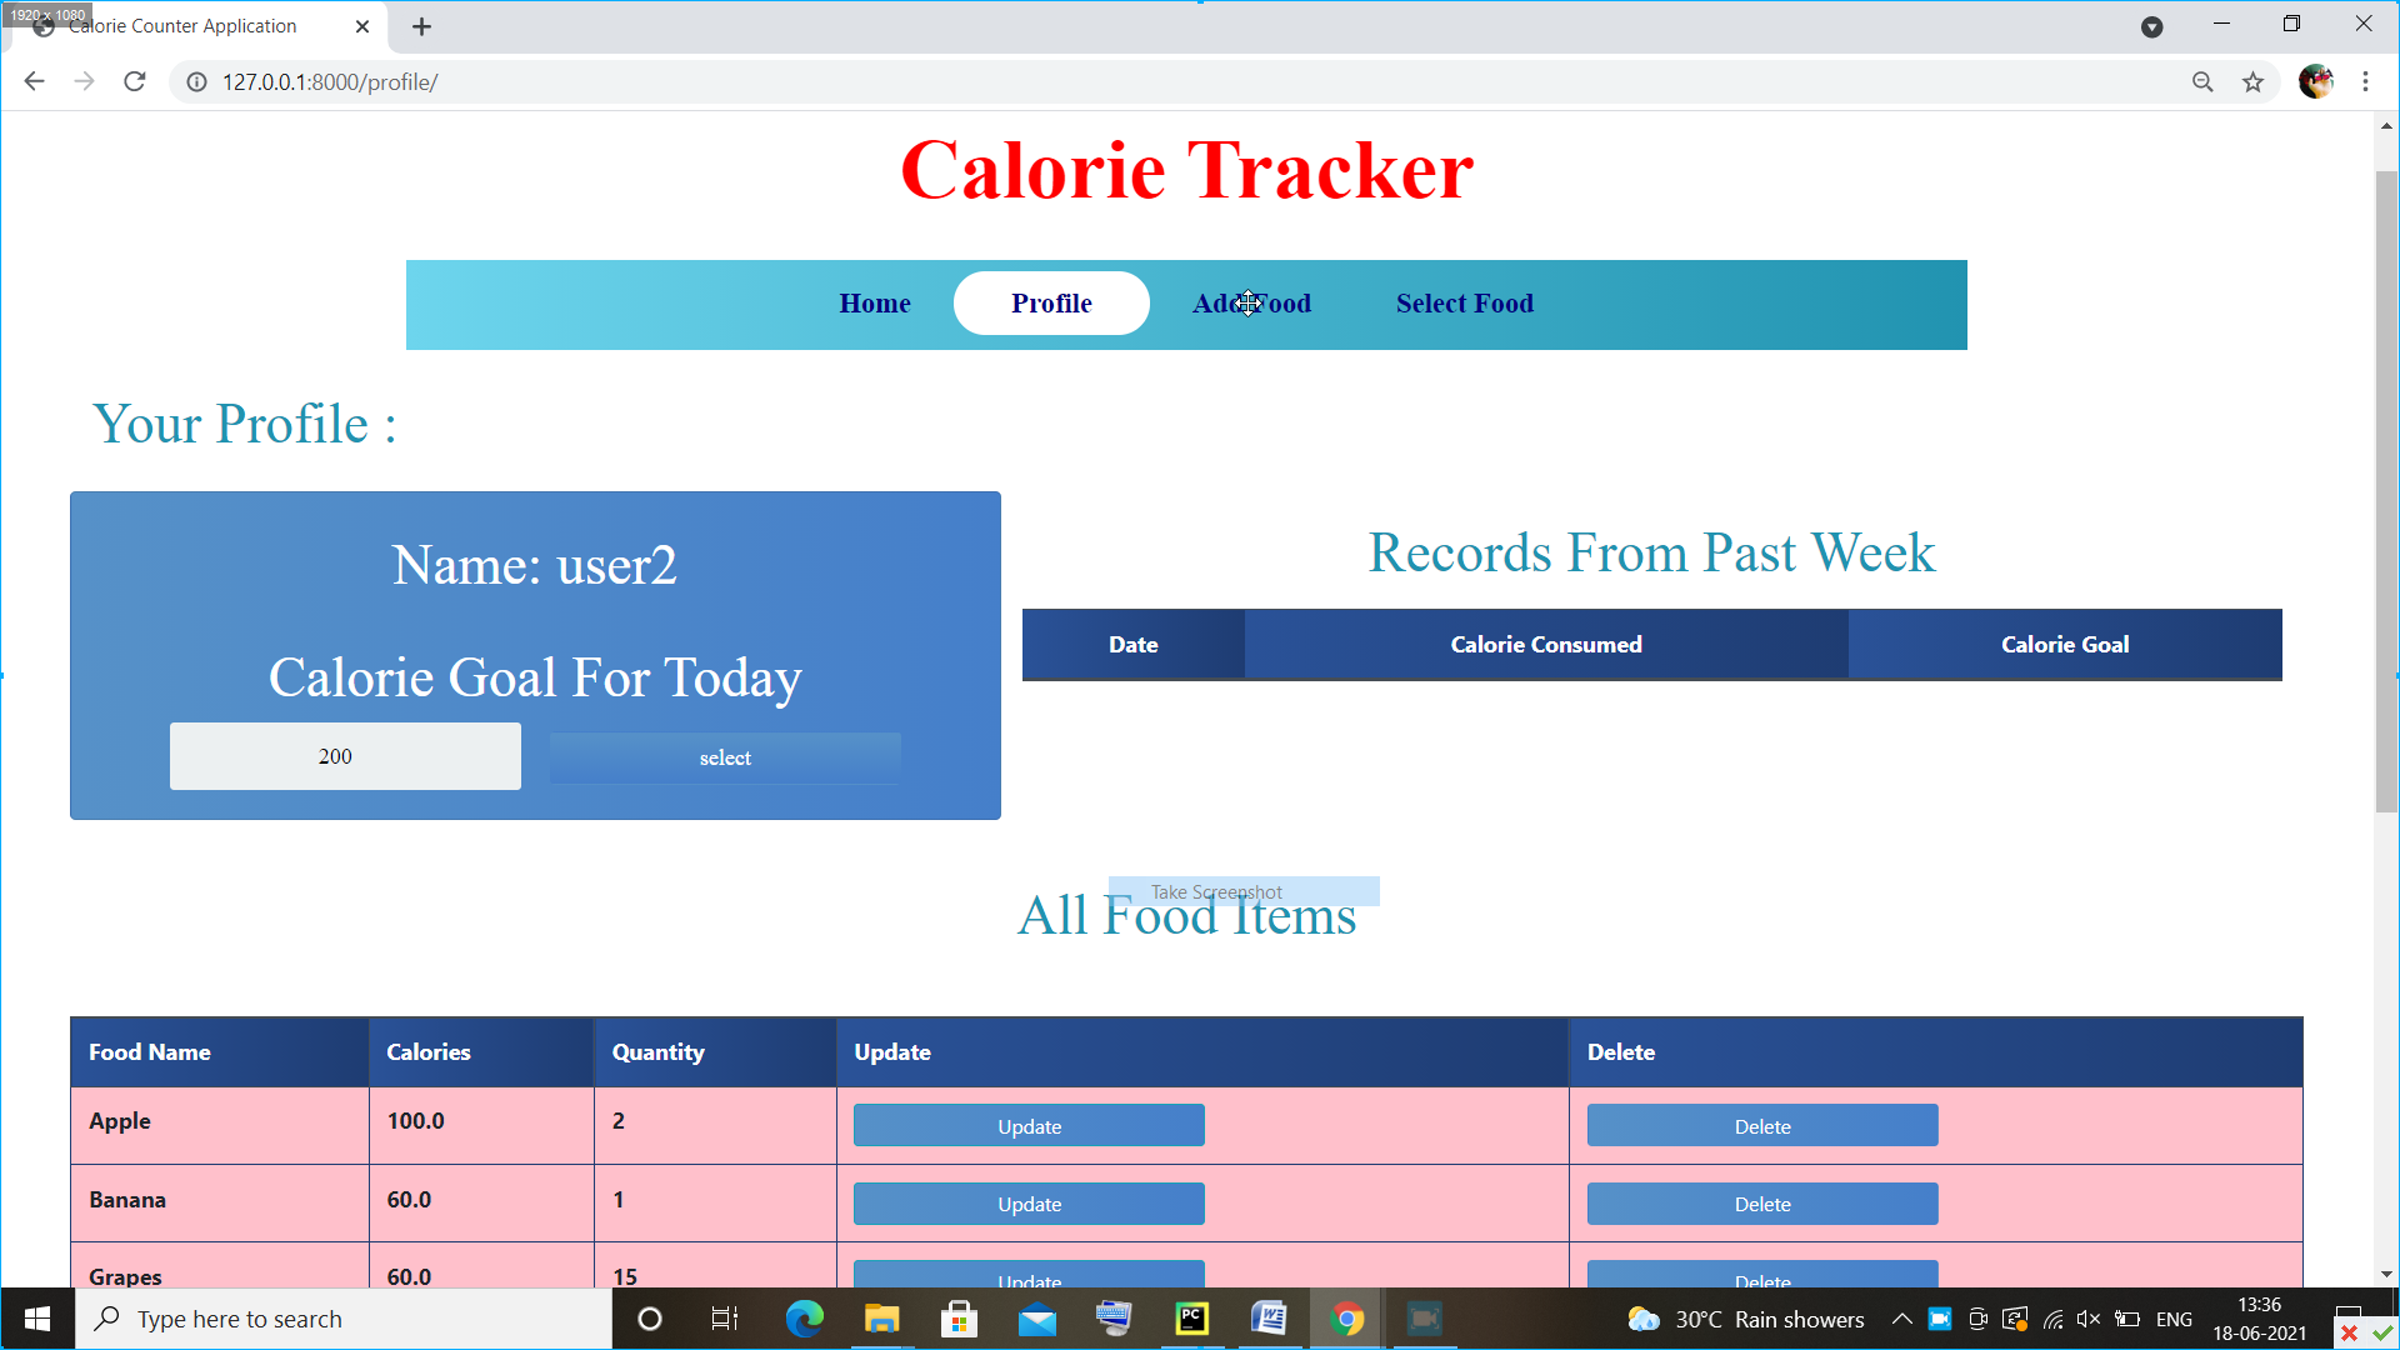 1920 x 1080
Calorie Counter Application
127.0.0.1:8000/profile/
Calorie Tracker
Home Profile Add Food Select Food
Your Profile :
Name: user2
Calorie Goal For Today
200 select
Records From Past Week
Date Calorie Consumed Calorie Goal
Take Screenshot
All Food Items
Food Name Calories Quantity Update Delete
Apple 100.0 2 Update Delete
Banana 60.0 1 Update Delete
Grapes 60.0 15 Update Delete
Type here to search
PC
W
30°C Rain showers
ENG
13:36
18-06-2021